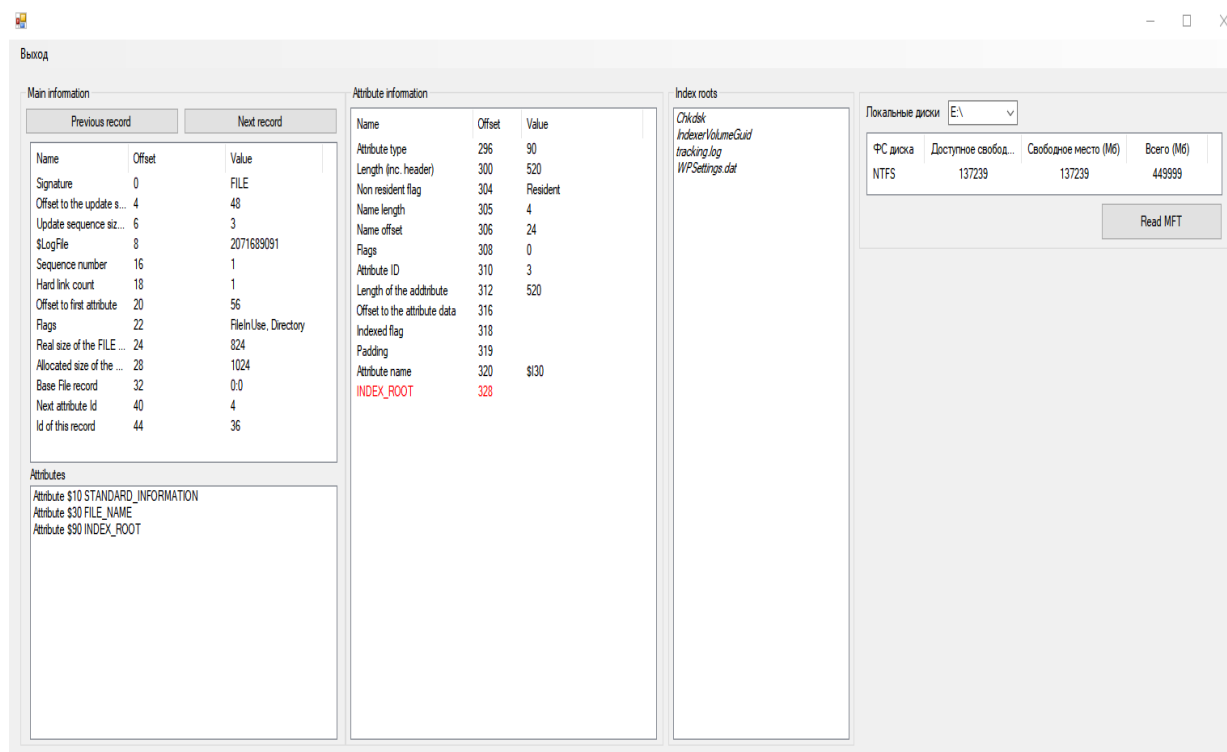 Выход
Main information
Previous record Next record
Name Offset Value
Signature 0 FILE
Offset to the update s... 4 48
Update sequence siz... 6 3
$LogFile 8 2071689091
Sequence number 16 1
Hard link count 18 1
Offset to first attribute 20 56
Flags 22 FileInUse, Directory
Real size of the FILE ... 24 824
Allocated size of the ... 28 1024
Base File record 32 0:0
Next attribute Id 40 4
Id of this record 44 36
Attributes
Attribute $10 STANDARD_INFORMATION
Attribute $30 FILE_NAME
Attribute $90 INDEX_ROOT
Attribute information
Name Offset Value
Attribute type 296 90
Length (inc. header) 300 520
Non resident flag 304 Resident
Name length 305 4
Name offset 306 24
Flags 308 0
Attribute ID 310 3
Length of the addtribute 312 520
Offset to the attribute data 316
Indexed flag 318
Padding 319
Attribute name 320 $I30
INDEX_ROOT 328
Index roots
Chkdsk
IndexerVolumeGuid
tracking.log
WPSettings.dat
Локальные диски E:\
ФС диска Доступное свобод... Свободное место (Мб) Всего (Мб)
NTFS 137239 137239 449999
Read MFT